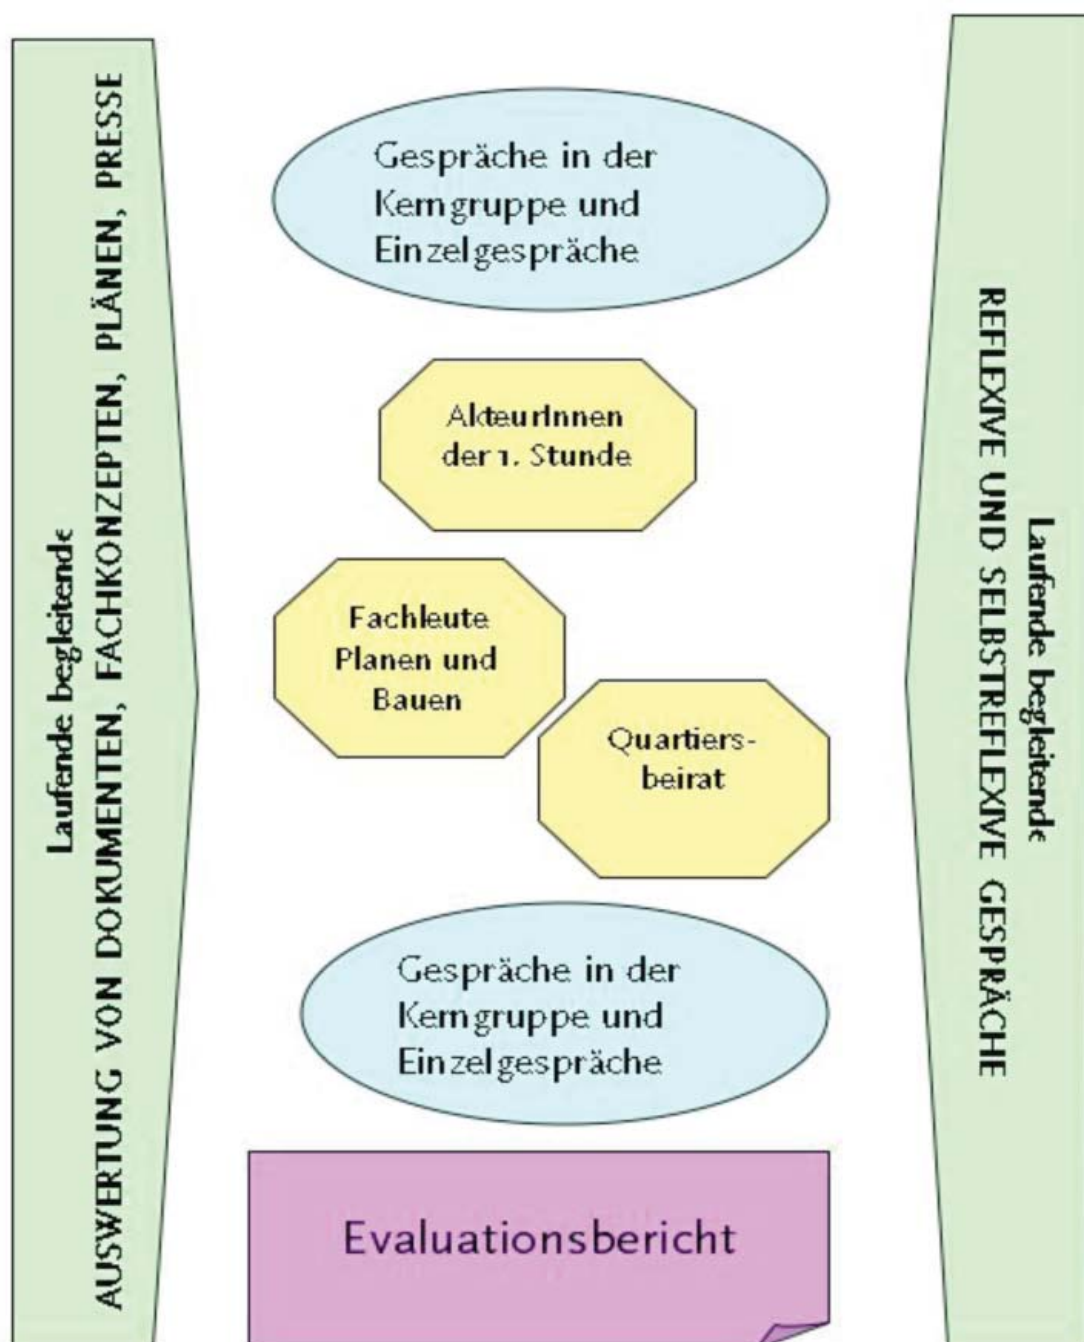 Laufende begleitende
AUSWERTUNG VON DOKUMENTEN, FACHKONZEPTEN, PLÄNEN, PRESSE
Gespräche in der
Kerngruppe und
Einzelgespräche
AkteurInnen
der 1. Stunde
Fachleute
Planen und
Bauen
Quartiers-
beirat
Gespräche in der
Kerngruppe und
Einzelgespräche
Evaluationsbericht
Laufende begleitende
REFLEXIVE UND SELBSTREFLEXIVE GESPRÄCHE